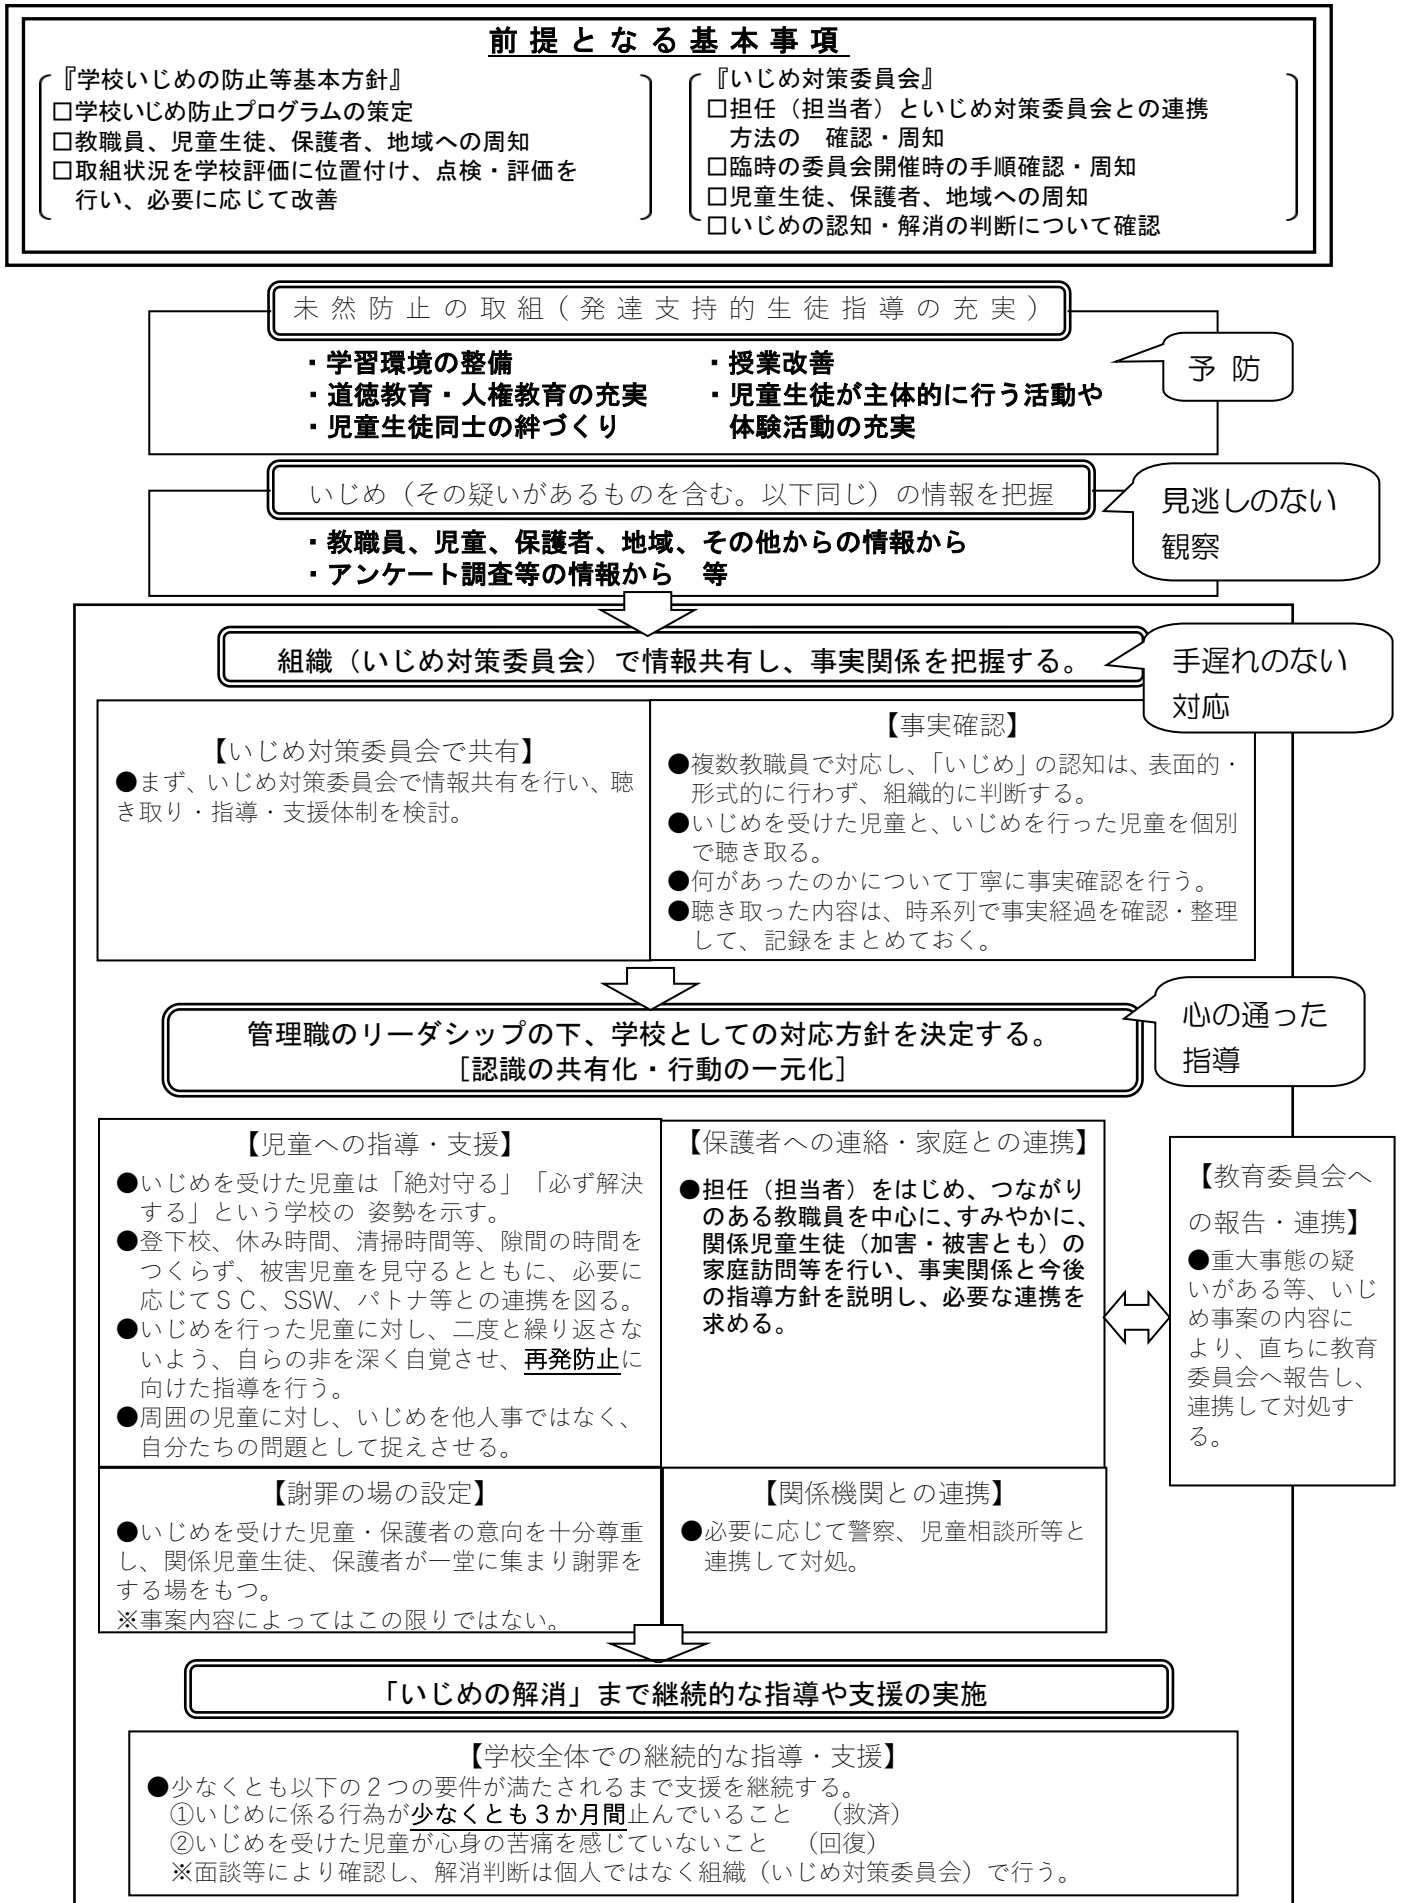 前提となる基本事項
『学校いじめの防止等基本方針』
□学校いじめ防止プログラムの策定
□教職員、児童生徒、保護者、地域への周知
□取組状況を学校評価に位置付け、点検・評価を
行い、必要に応じて改善
『いじめ対策委員会』
□担任（担当者）といじめ対策委員会との連携
方法の　確認・周知
□臨時の委員会開催時の手順確認・周知
□児童生徒、保護者、地域への周知
□いじめの認知・解消の判断について確認
未然防止の取組(発達支持的生徒指導の充実)
予防
・学習環境の整備
・道徳教育・人権教育の充実
・児童生徒同士の絆づくり
・授業改善
・児童生徒が主体的に行う活動や
体験活動の充実
いじめ（その疑いがあるものを含む。以下同じ）の情報を把握
見逃しのない
観察
・教職員、児童、保護者、地域、その他からの情報から
・アンケート調査等の情報から　等
組織（いじめ対策委員会）で情報共有し、事実関係を把握する。
手遅れのない
対応
【いじめ対策委員会で共有】
●まず、いじめ対策委員会で情報共有を行い、聴
き取り・指導・支援体制を検討。
【事実確認】
●複数教職員で対応し、「いじめ」の認知は、表面的・
形式的に行わず、組織的に判断する。
●いじめを受けた児童と、いじめを行った児童を個別
で聴き取る。
●何があったのかについて丁寧に事実確認を行う。
●聴き取った内容は、時系列で事実経過を確認・整理
して、記録をまとめておく。
管理職のリーダシップの下、学校としての対応方針を決定する。
［認識の共有化・行動の一元化］
心の通った
指導
【児童への指導・支援】
●いじめを受けた児童は「絶対守る」「必ず解決
する」という学校の 姿勢を示す。
●登下校、休み時間、清掃時間等、隙間の時間を
つくらず、被害児童を見守るとともに、必要に
応じてＳＣ、SSW、パトナ等との連携を図る。
●いじめを行った児童に対し、二度と繰り返さな
いよう、自らの非を深く自覚させ、再発防止に
向けた指導を行う。
●周囲の児童に対し、いじめを他人事ではなく、
自分たちの問題として捉えさせる。
【保護者への連絡・家庭との連携】
●担任（担当者）をはじめ、つながり
のある教職員を中心に、すみやかに、
関係児童生徒（加害・被害とも）の
家庭訪問等を行い、事実関係と今後
の指導方針を説明し、必要な連携を
求める。
【教育委員会へ
の報告・連携】
●重大事態の疑
いがある等、いじ
め事案の内容に
より、直ちに教育
委員会へ報告し、
連携して対処す
る。
【謝罪の場の設定】
●いじめを受けた児童・保護者の意向を十分尊重
し、関係児童生徒、保護者が一堂に集まり謝罪を
する場をもつ。
※事案内容によってはこの限りではない。
【関係機関との連携】
●必要に応じて警察、児童相談所等と
連携して対処。
「いじめの解消」まで継続的な指導や支援の実施
【学校全体での継続的な指導・支援】
●少なくとも以下の２つの要件が満たされるまで支援を継続する。
①いじめに係る行為が少なくとも３か月間止んでいること　（救済）
②いじめを受けた児童が心身の苦痛を感じていないこと　（回復）
※面談等により確認し、解消判断は個人ではなく組織（いじめ対策委員会）で行う。